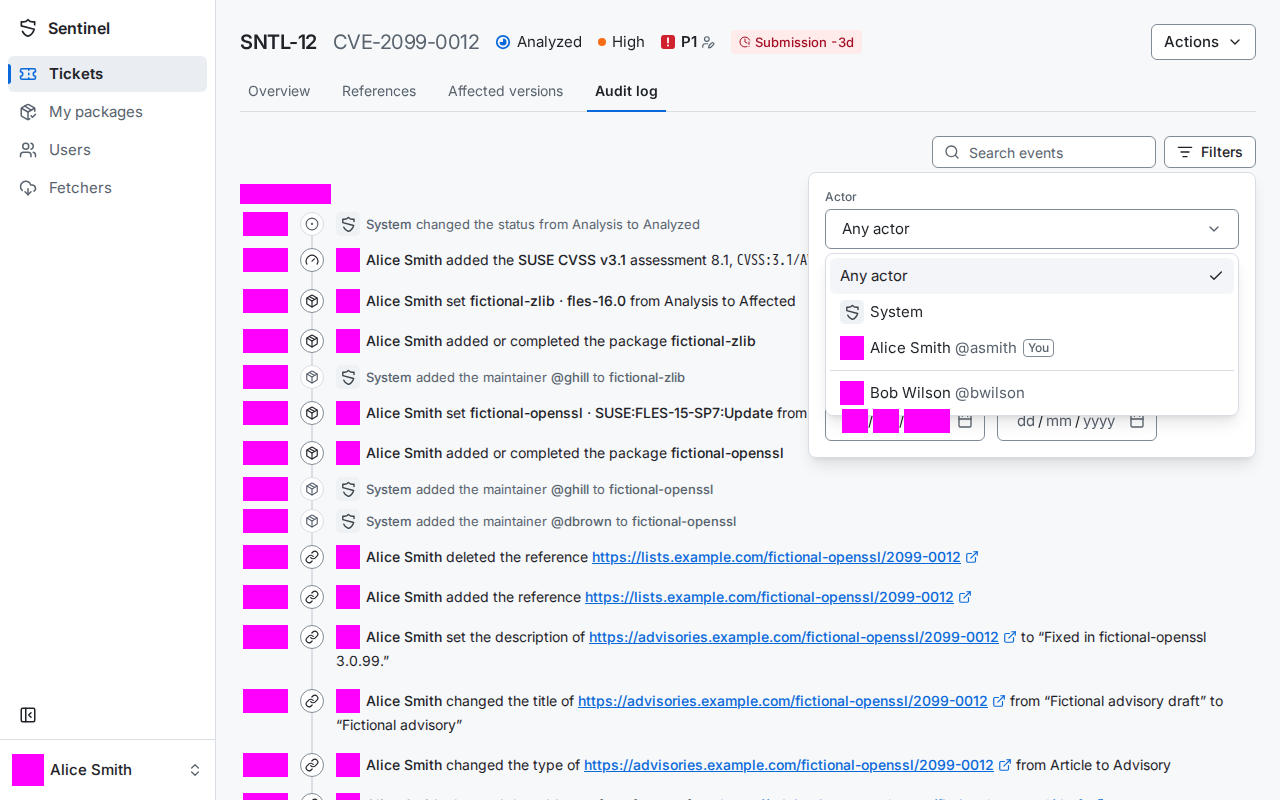 Sentinel
Tickets
My packages
Users
Fetchers
Alice Smith
SNTL-12 CVE-2099-0012 Analyzed High P1 Submission -3d
Actions
Overview References Affected versions Audit log
Search events
Filters
Actor
Any actor
Any actor
System
Alice Smith @asmith You
Bob Wilson @bwilson
/ / dd / mm / yyyy
System changed the status from Analysis to Analyzed
Alice Smith added the SUSE CVSS v3.1 assessment 8.1, CVSS:3.1/A
Alice Smith set fictional-zlib · fles-16.0 from Analysis to Affected
Alice Smith added or completed the package fictional-zlib
System added the maintainer @ghill to fictional-zlib
Alice Smith set fictional-openssl · SUSE:FLES-15-SP7:Update from
Alice Smith added or completed the package fictional-openssl
System added the maintainer @ghill to fictional-openssl
System added the maintainer @dbrown to fictional-openssl
Alice Smith deleted the reference https://lists.example.com/fictional-openssl/2099-0012
Alice Smith added the reference https://lists.example.com/fictional-openssl/2099-0012
Alice Smith set the description of https://advisories.example.com/fictional-openssl/2099-0012 to “Fixed in fictional-openssl
3.0.99.”
Alice Smith changed the title of https://advisories.example.com/fictional-openssl/2099-0012 from “Fictional advisory draft” to
“Fictional advisory”
Alice Smith changed the type of https://advisories.example.com/fictional-openssl/2099-0012 from Article to Advisory